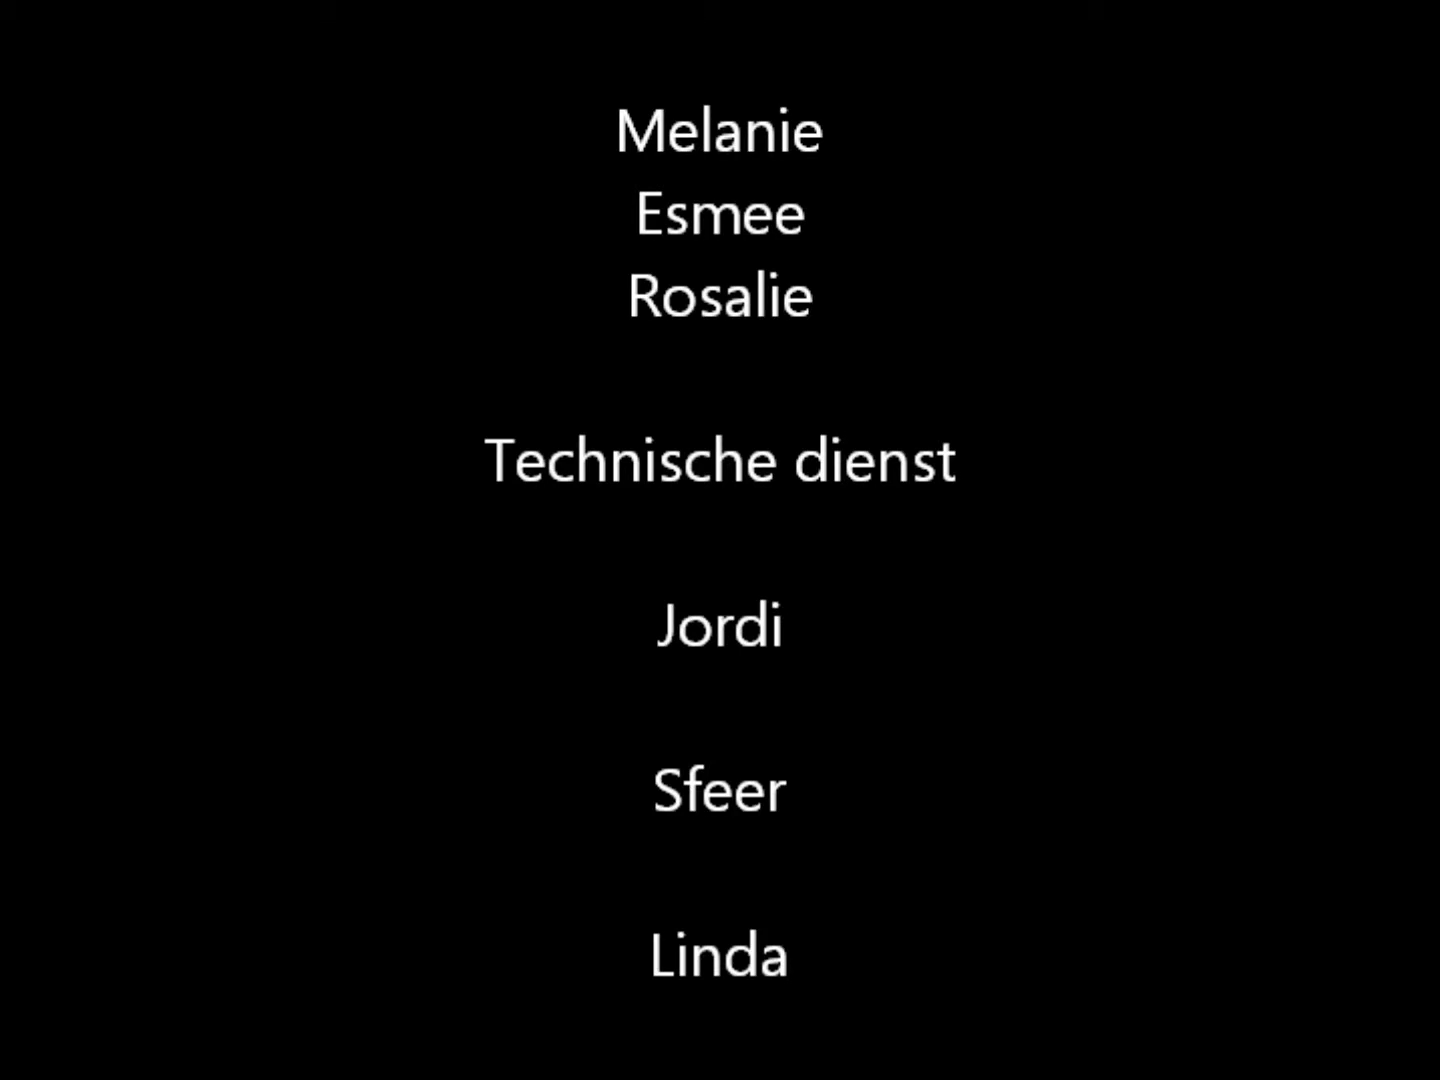 Melanie
Esmee
Rosalie
Technische dienst
Jordi
Sfeer
Linda